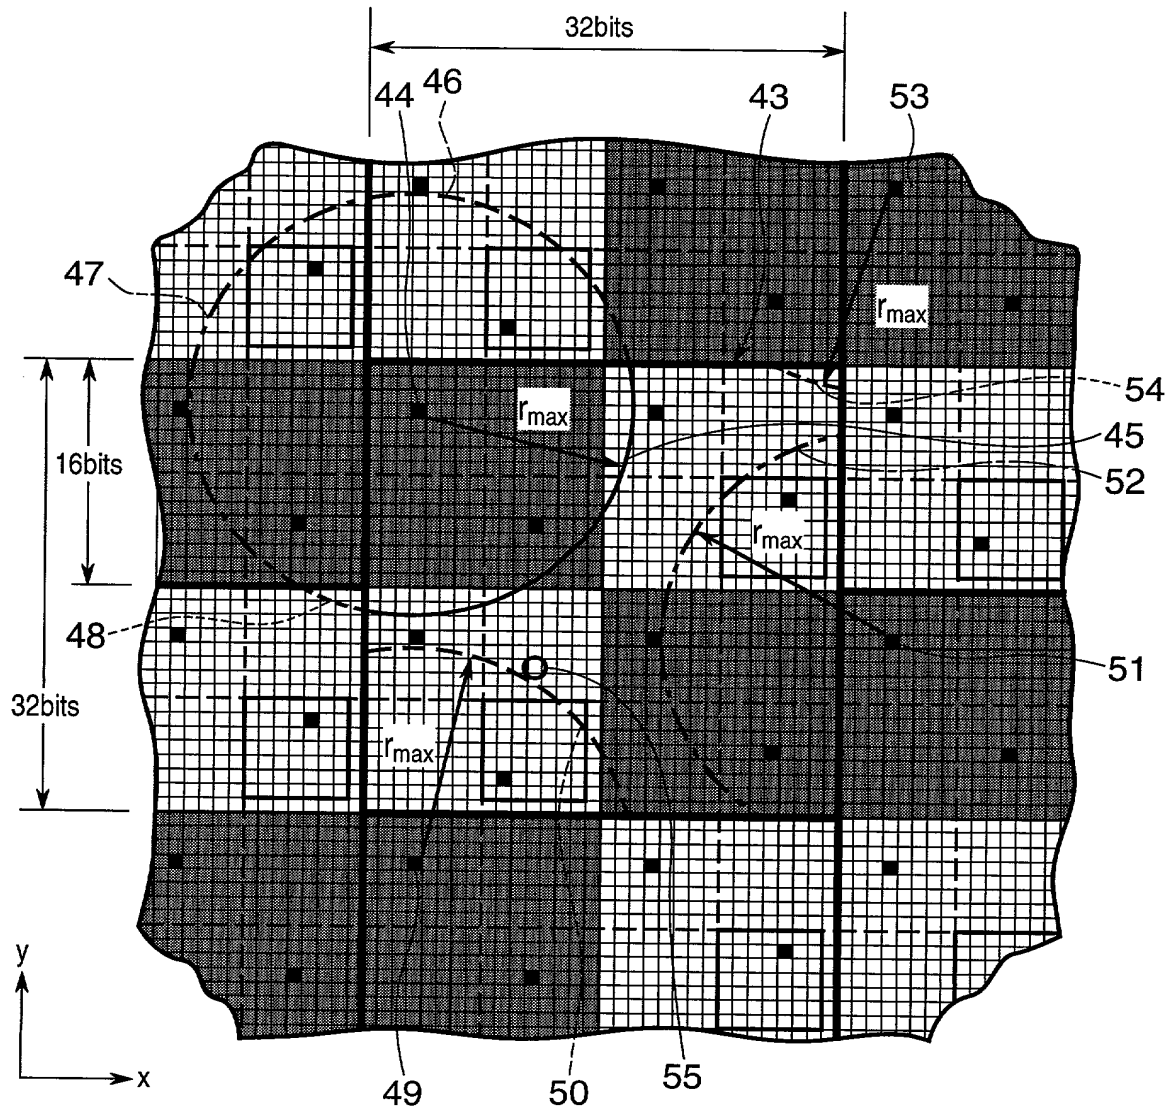 32bits
44 46 43 53
47
rmax
rmax
54
45
16bits
52
rmax
48
51
32bits
rmax
y
x
49 50 55